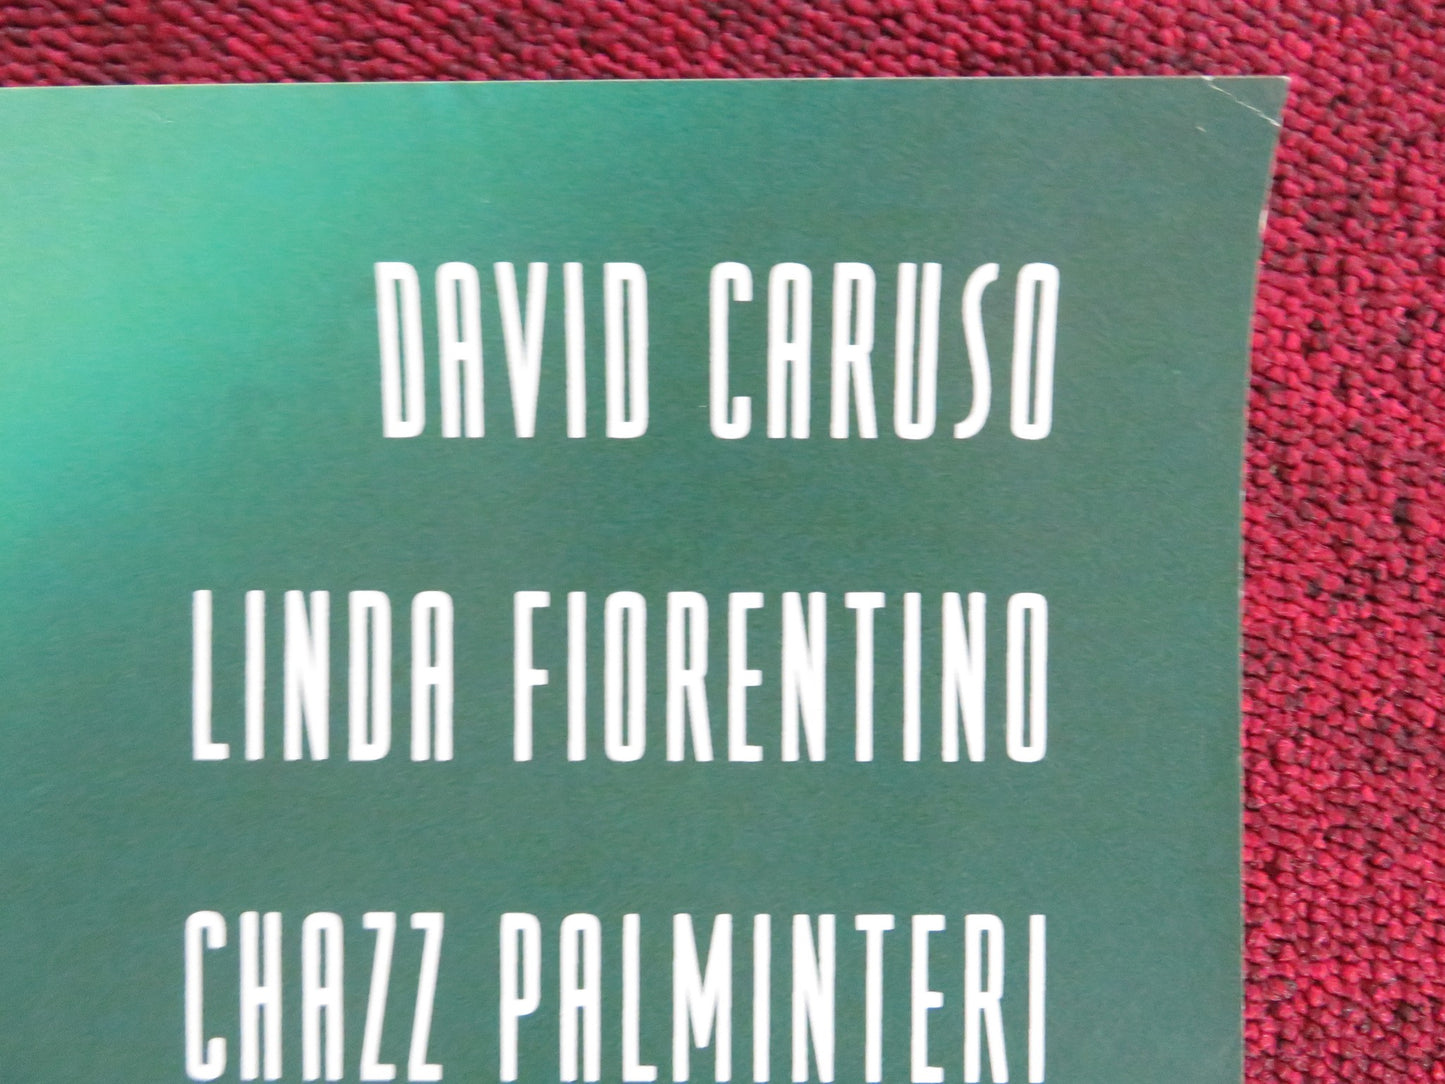 DAVID CARUSO
LINDA FIORENTINO
CHAZZ PALMINTERI